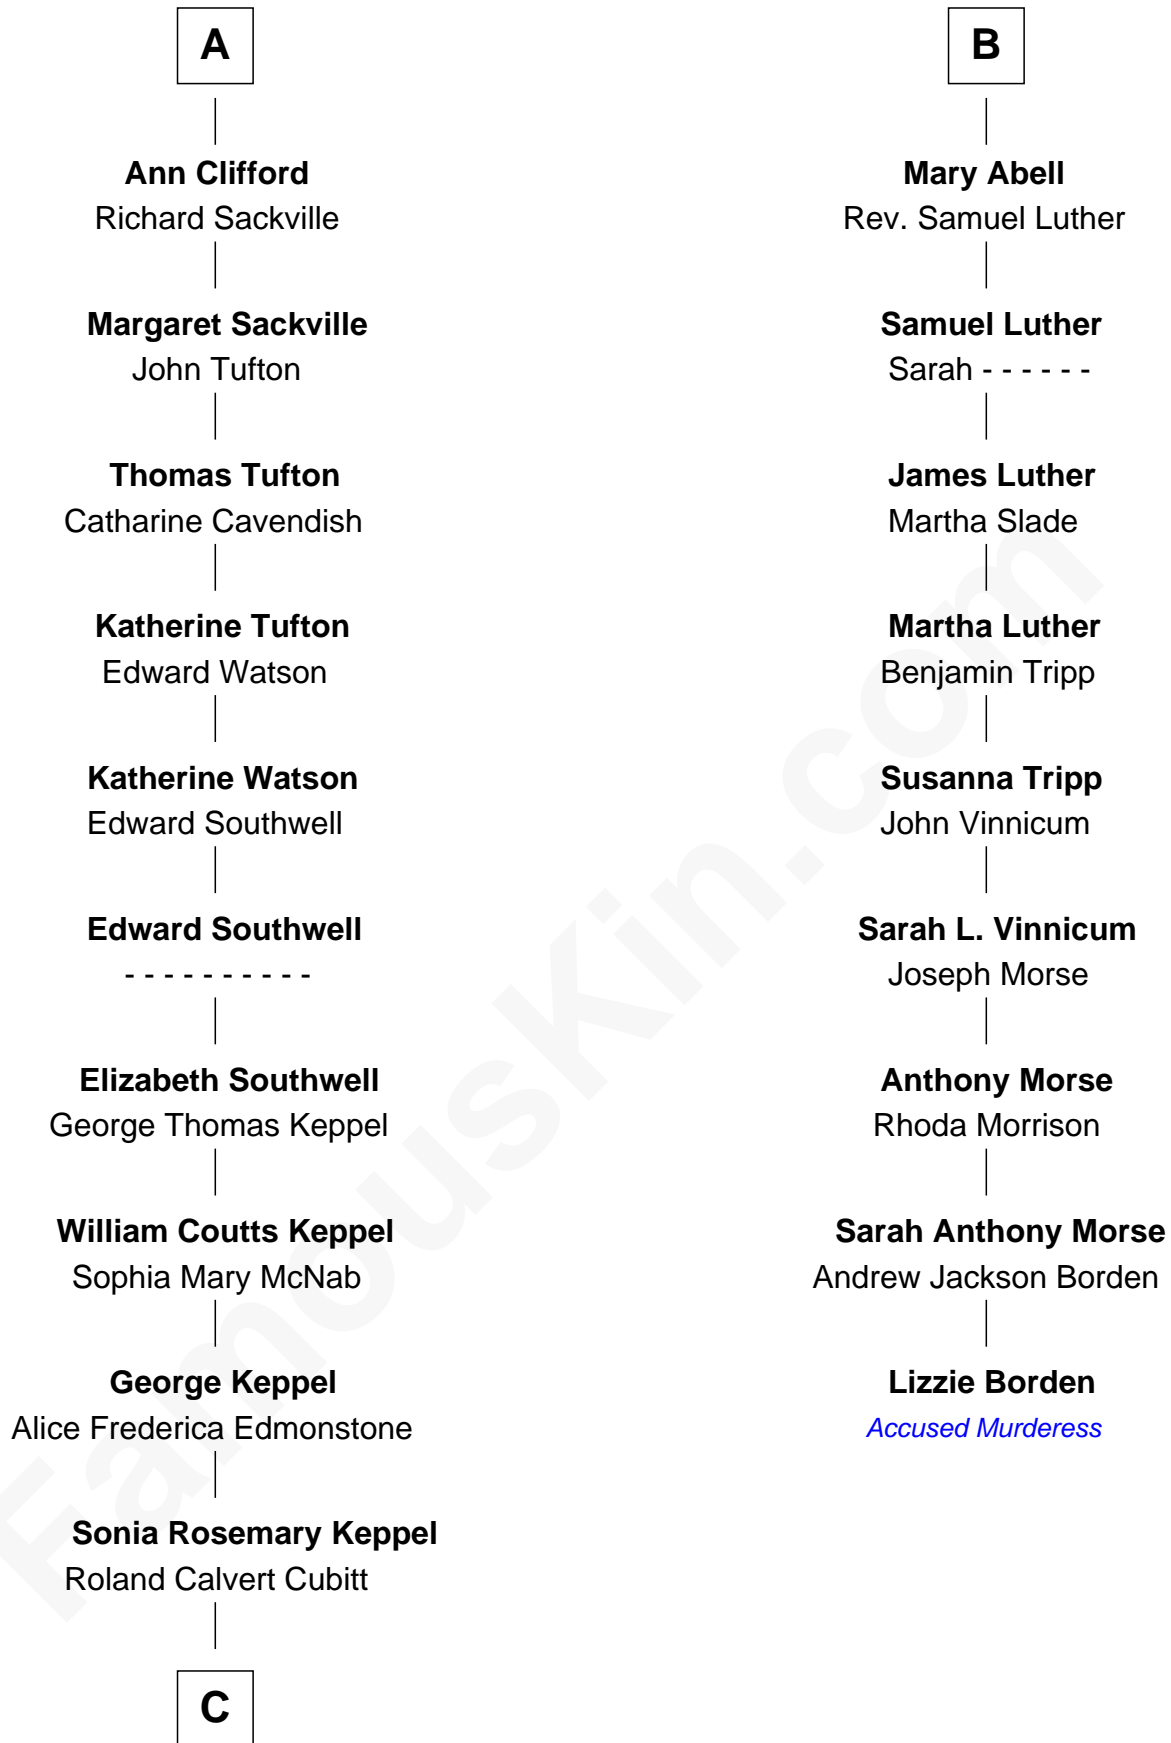 A
Ann Clifford
Richard Sackville
Margaret Sackville
John Tufton
Thomas Tufton
Catharine Cavendish
Katherine Tufton
Edward Watson
Katherine Watson
Edward Southwell
Edward Southwell
- - - - - - - - - -
Elizabeth Southwell
George Thomas Keppel
William Coutts Keppel
Sophia Mary McNab
George Keppel
Alice Frederica Edmonstone
Sonia Rosemary Keppel
Roland Calvert Cubitt
C
B
Mary Abell
Rev. Samuel Luther
Samuel Luther
Sarah - - - - - -
James Luther
Martha Slade
Martha Luther
Benjamin Tripp
Susanna Tripp
John Vinnicum
Sarah L. Vinnicum
Joseph Morse
Anthony Morse
Rhoda Morrison
Sarah Anthony Morse
Andrew Jackson Borden
Lizzie Borden
Accused Murderess
FamousKin.com